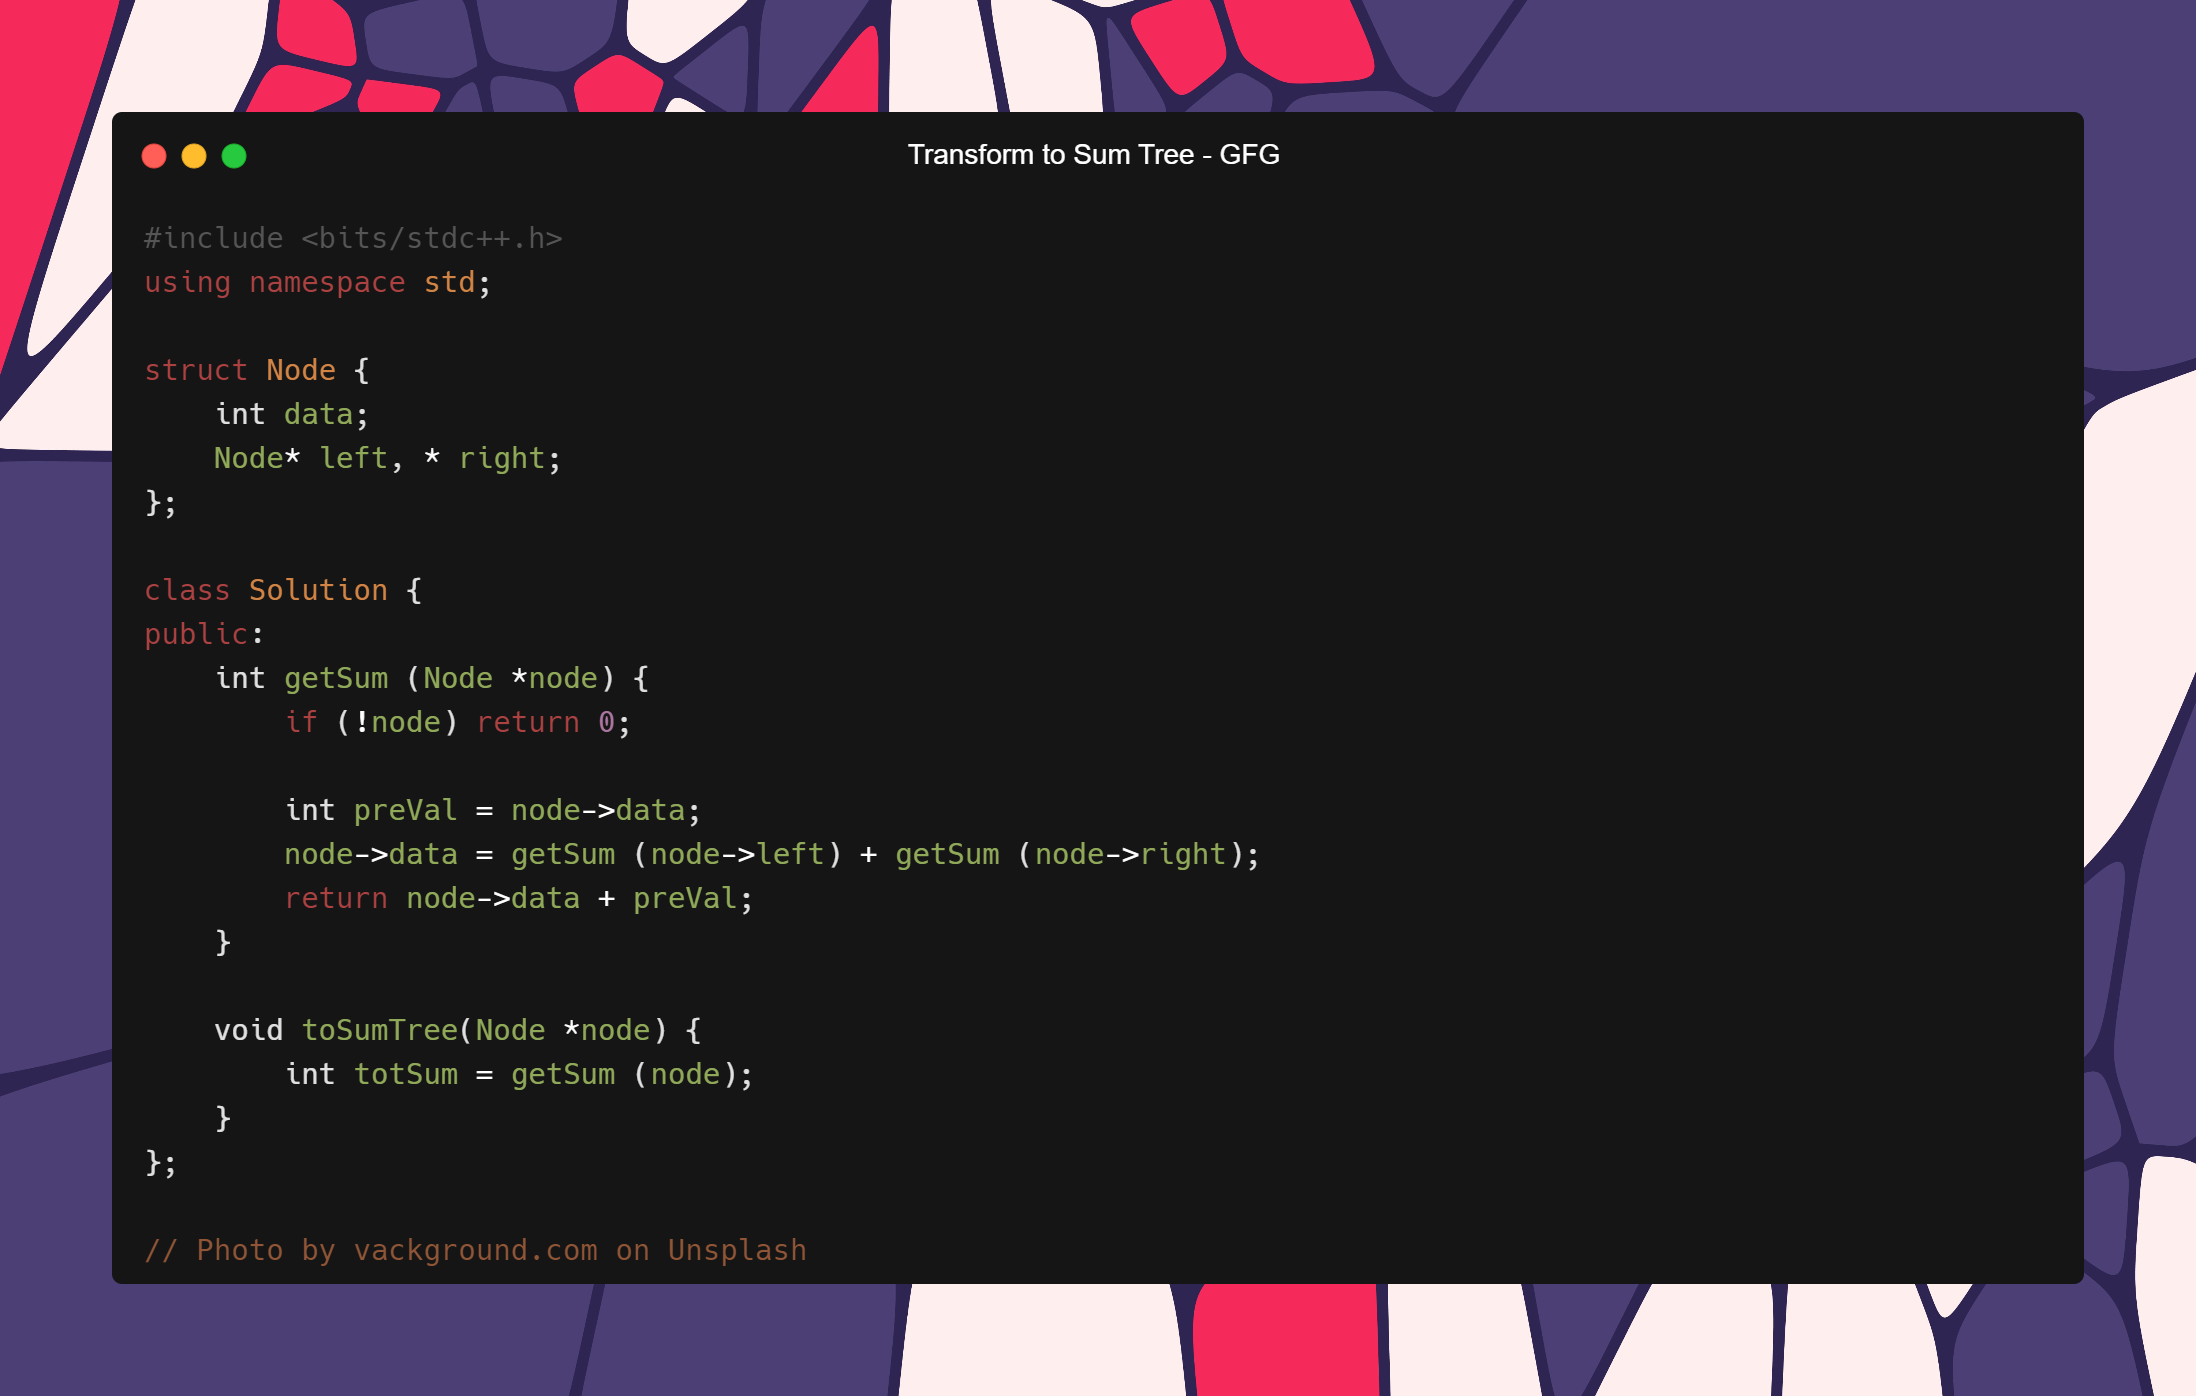 Transform to Sum Tree - GFG
#include <bits/stdc++.h>
using namespace std;
struct Node {
    int data;
    Node* left, * right;
};
class Solution {
public:
    int getSum (Node *node) {
        if (!node) return 0;
        int preVal = node->data;
        node->data = getSum (node->left) + getSum (node->right);
        return node->data + preVal;
    }
    void toSumTree(Node *node) {
        int totSum = getSum (node);
    }
};
// Photo by vackground.com on Unsplash